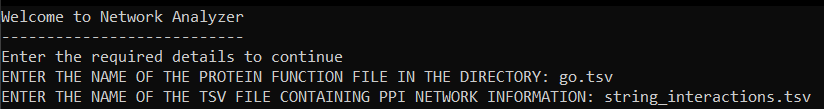 Welcome to Network Analyzer
---------------------------
Enter the required details to continue
ENTER THE NAME OF THE PROTEIN FUNCTION FILE IN THE DIRECTORY: go.tsv
ENTER THE NAME OF THE TSV FILE CONTAINING PPI NETWORK INFORMATION: string_interactions.tsv